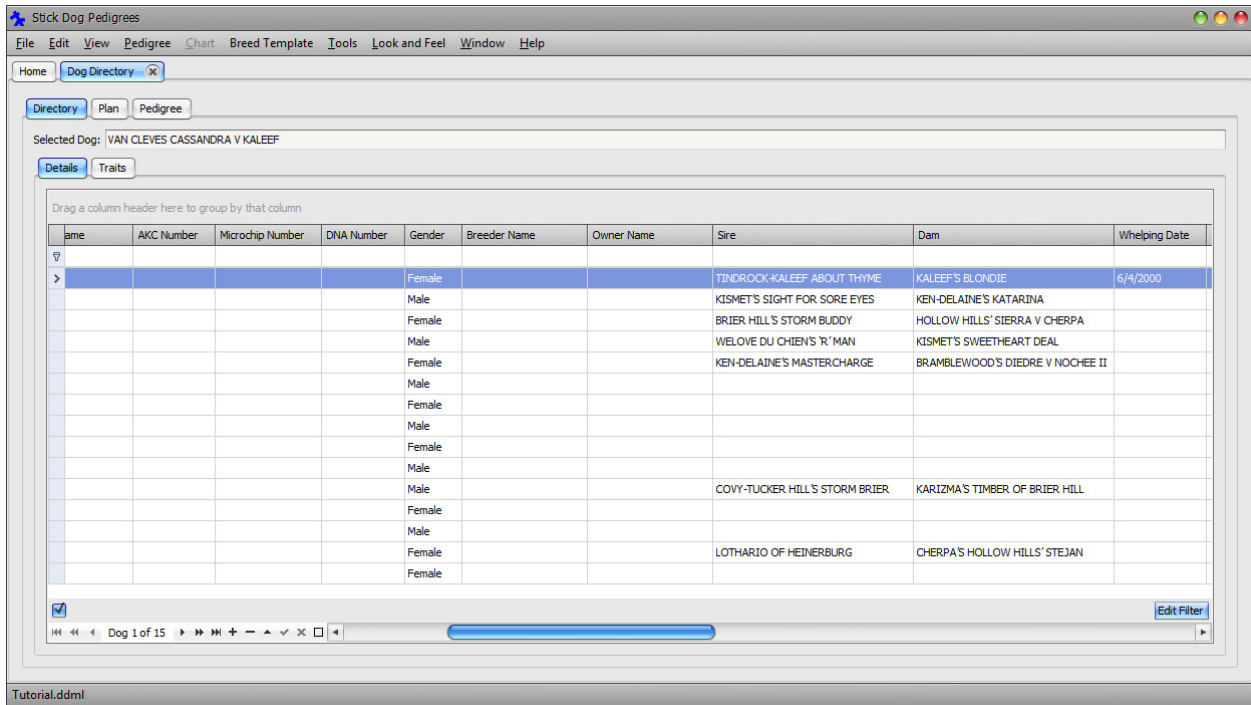 Stick Dog Pedigrees
File Edit View Pedigree Chart Breed Template Tools Look and Feel Window Help
Home Dog Directory
Directory Plan Pedigree
Selected Dog: VAN CLEVES CASSANDRA V KALEEF
Details Traits
Drag a column header here to group by that column
ame AKC Number Microchip Number DNA Number Gender Breeder Name Owner Name Sire Dam Whelping Date
Female TINDROCK-KALEEF ABOUT THYME KALEEF'S BLONDIE 6/4/2000
Male KISMET'S SIGHT FOR SORE EYES KEN-DELAINE'S KATARINA
Female BRIER HILL'S STORM BUDDY HOLLOW HILLS' SIERRA V CHERPA
Male WELOVE DU CHIEN'S 'R' MAN KISMET'S SWEETHEART DEAL
Female KEN-DELAINE'S MASTERCHARGE BRAMBLEWOOD'S DIEDRE V NOCHEE II
Male
Female
Male
Female
Male
Male COVY-TUCKER HILL'S STORM BRIER KARIZMA'S TIMBER OF BRIER HILL
Female
Male
Female LOTHARIO OF HEINERBURG CHERPA'S HOLLOW HILLS' STEJAN
Female
Edit Filter
Dog 1 of 15
Tutorial.ddml